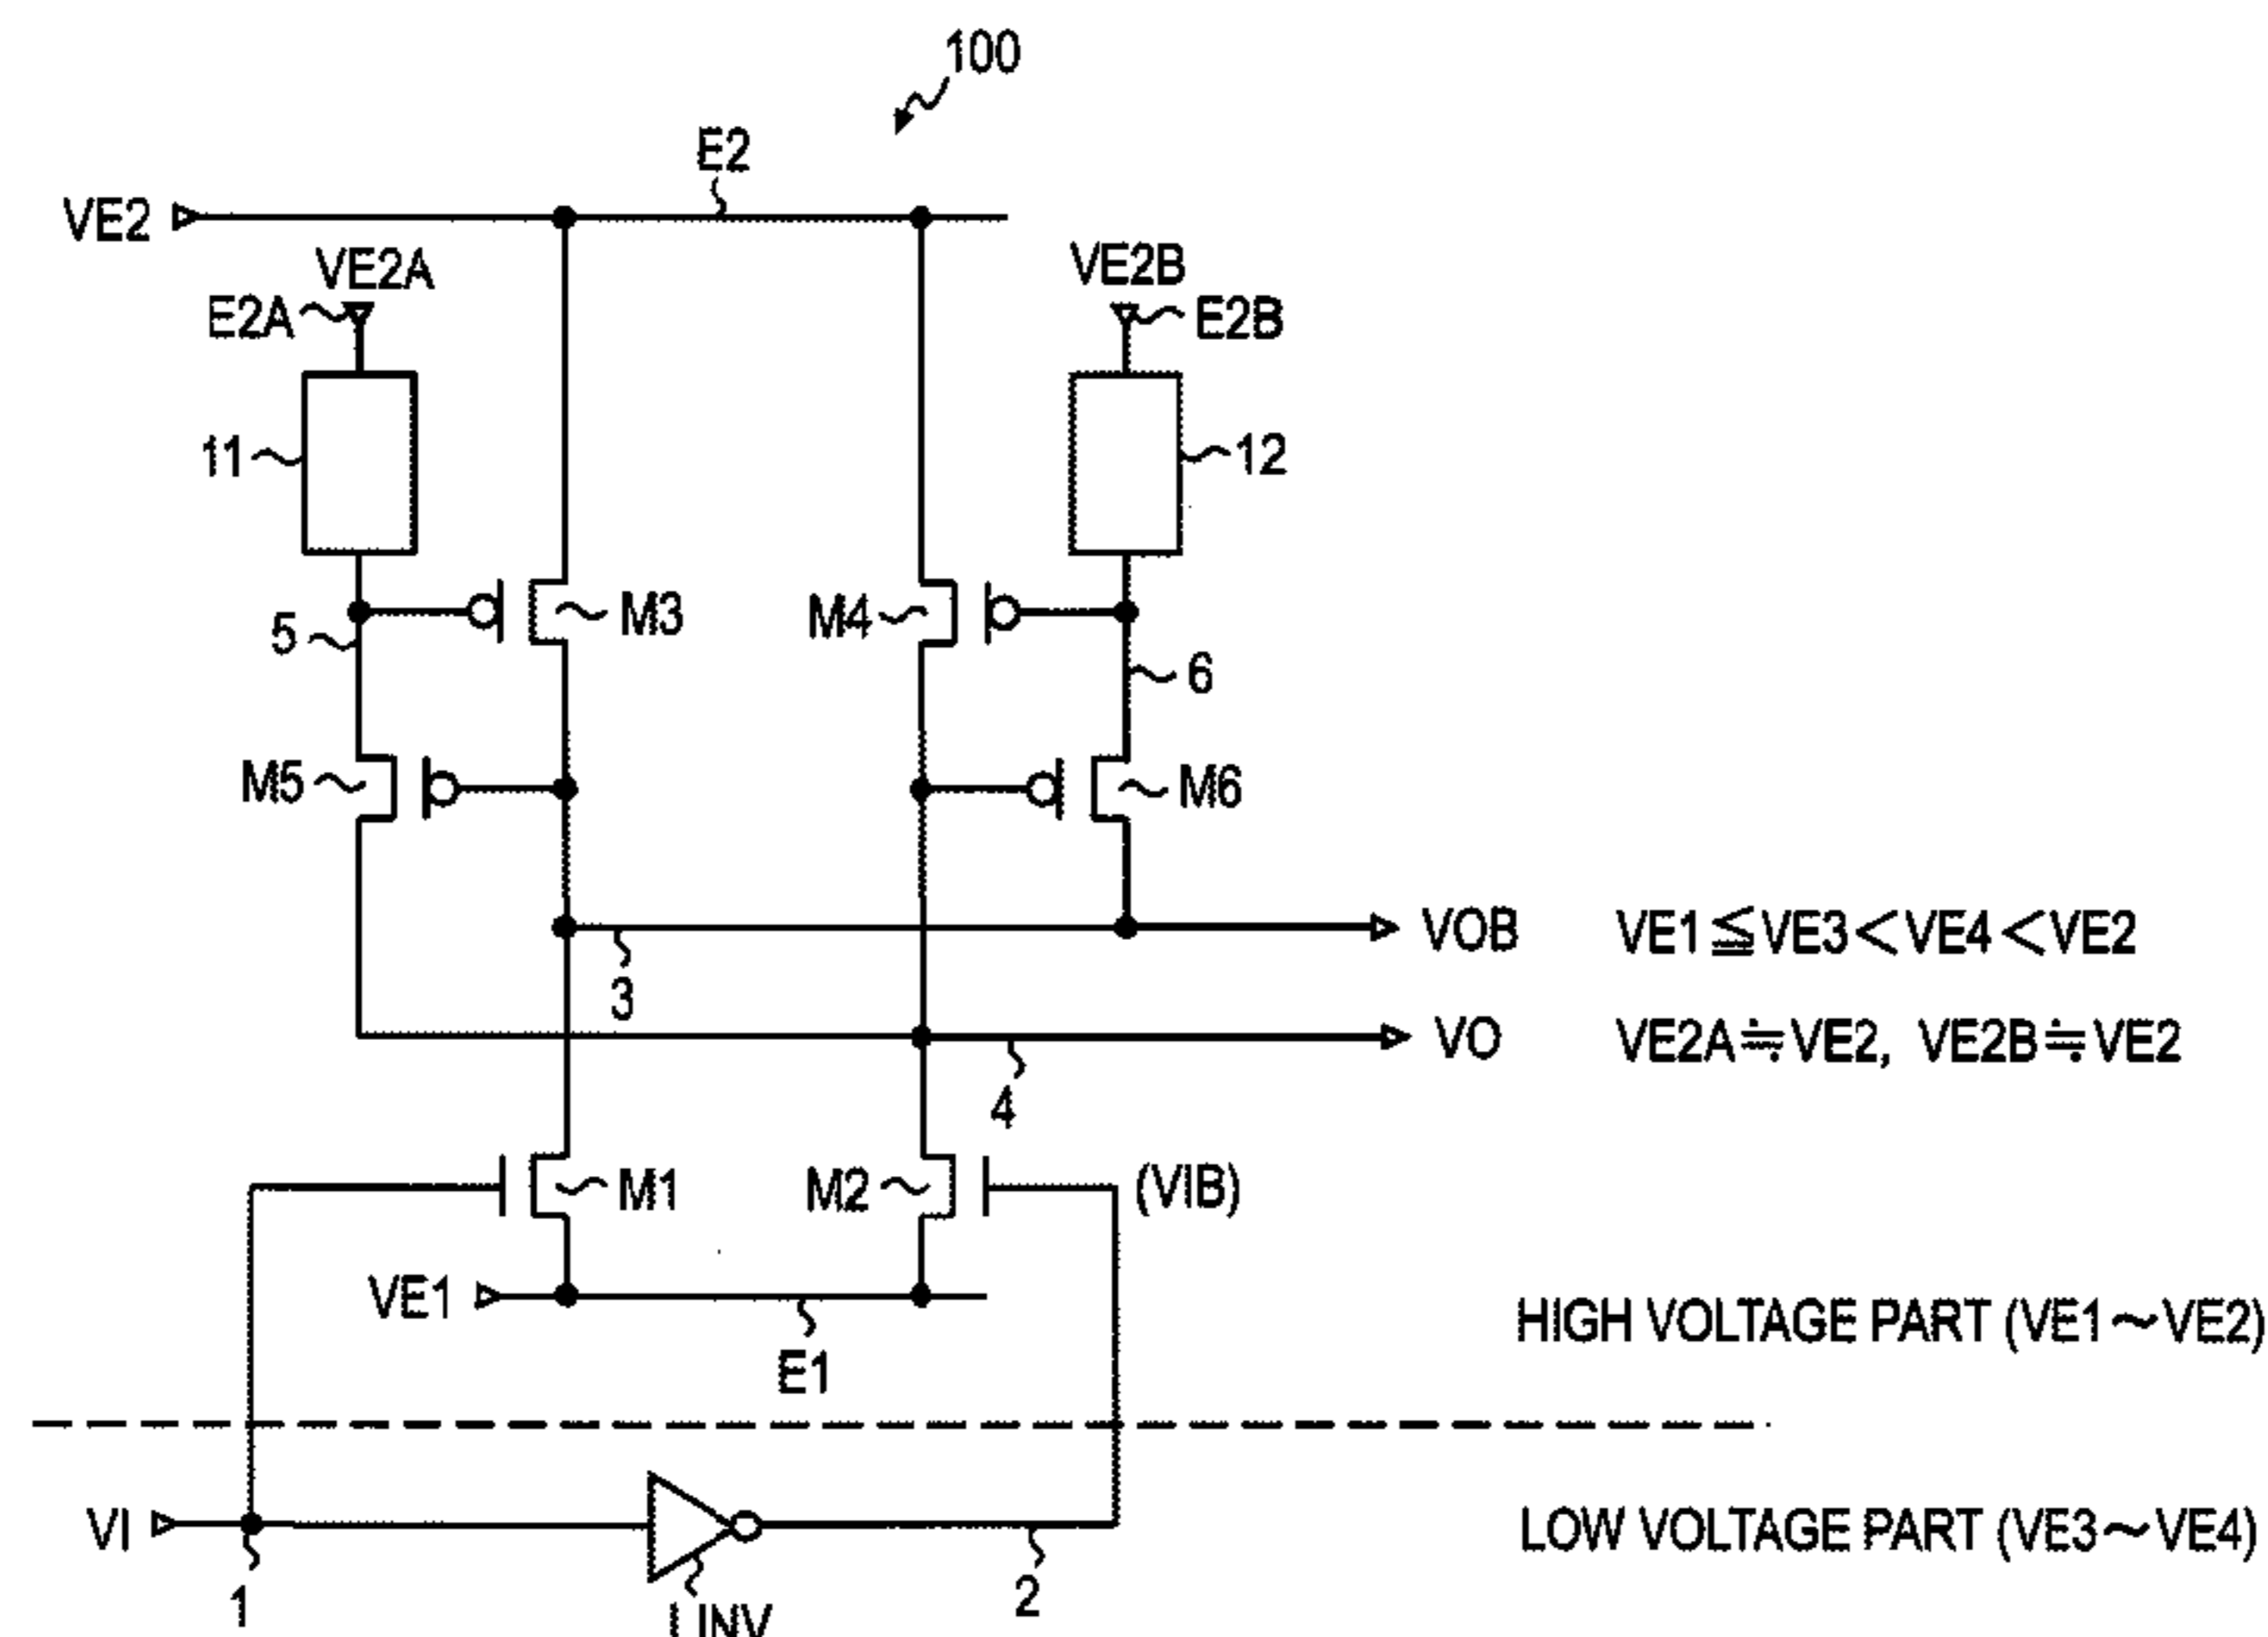 100
E2
VE2
VE2A
VE2B
E2A
E2B
11
12
M3
M4
5
6
M5
M6
VOB
VE1≦VE3<VE4<VE2
3
VO
VE2A≒VE2, VE2B≒VE2
4
M1
M2
(VIB)
VE1
E1
HIGH VOLTAGE PART (VE1~VE2)
VI
LOW VOLTAGE PART (VE3~VE4)
1
2